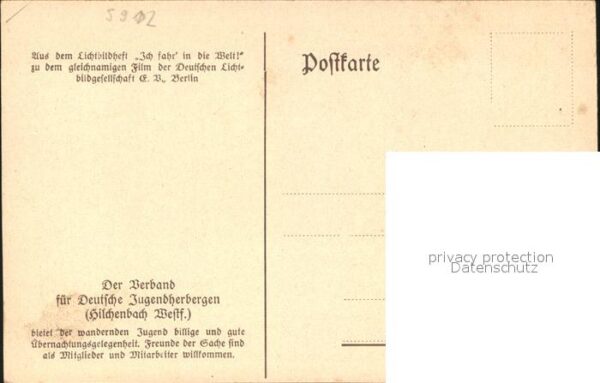 5902
Aus dem Lichtbildheft „Ich fahr' in die Welt!“
zu dem gleichnamigen Film der Deutschen Licht-
bildgesellschaft E. V., Berlin
Postkarte
privacy protection
Datenschutz
Der Verband
für Deutsche Jugendherbergen
(Hilchenbach Westf.)
bietet der wandernden Jugend billige und gute
Übernachtungsgelegenheit. Freunde der Sache sind
als Mitglieder und Mitarbeiter willkommen.